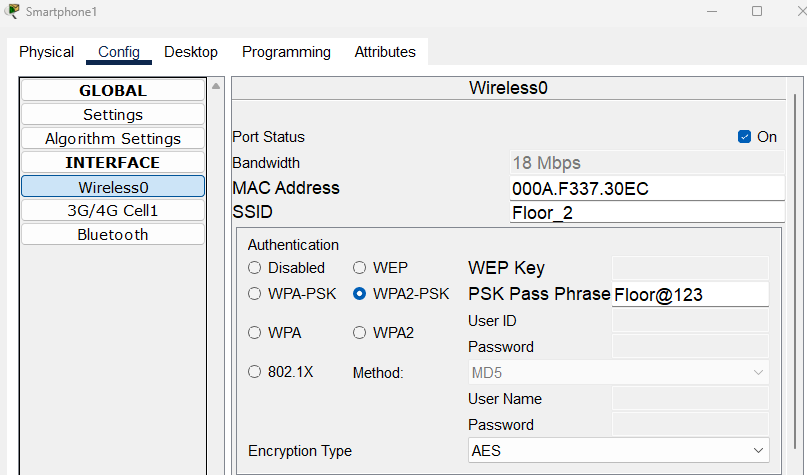 Smartphone1
Physical Config Desktop Programming Attributes
GLOBAL
Settings
Algorithm Settings
INTERFACE
Wireless0
3G/4G Cell1
Bluetooth
Wireless0
Port Status On
Bandwidth 18 Mbps
MAC Address 000A.F337.30EC
SSID Floor_2
Authentication
Disabled WEP WEP Key
WPA-PSK WPA2-PSK PSK Pass Phrase Floor@123
User ID
WPA WPA2
Password
802.1X Method: MD5
User Name
Password
Encryption Type AES